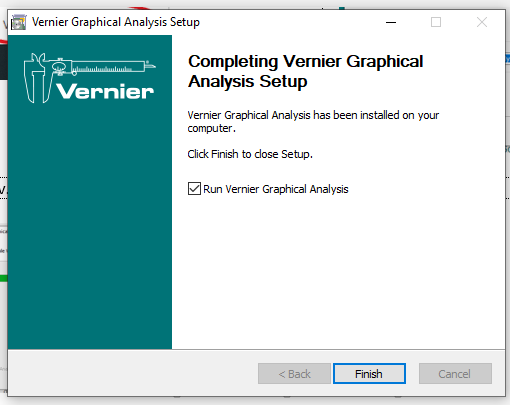 Vernier Graphical Analysis Setup
Vernier
Completing Vernier Graphical
Analysis Setup
Vernier Graphical Analysis has been installed on your
computer.
Click Finish to close Setup.
Run Vernier Graphical Analysis
< Back
Finish
Cancel